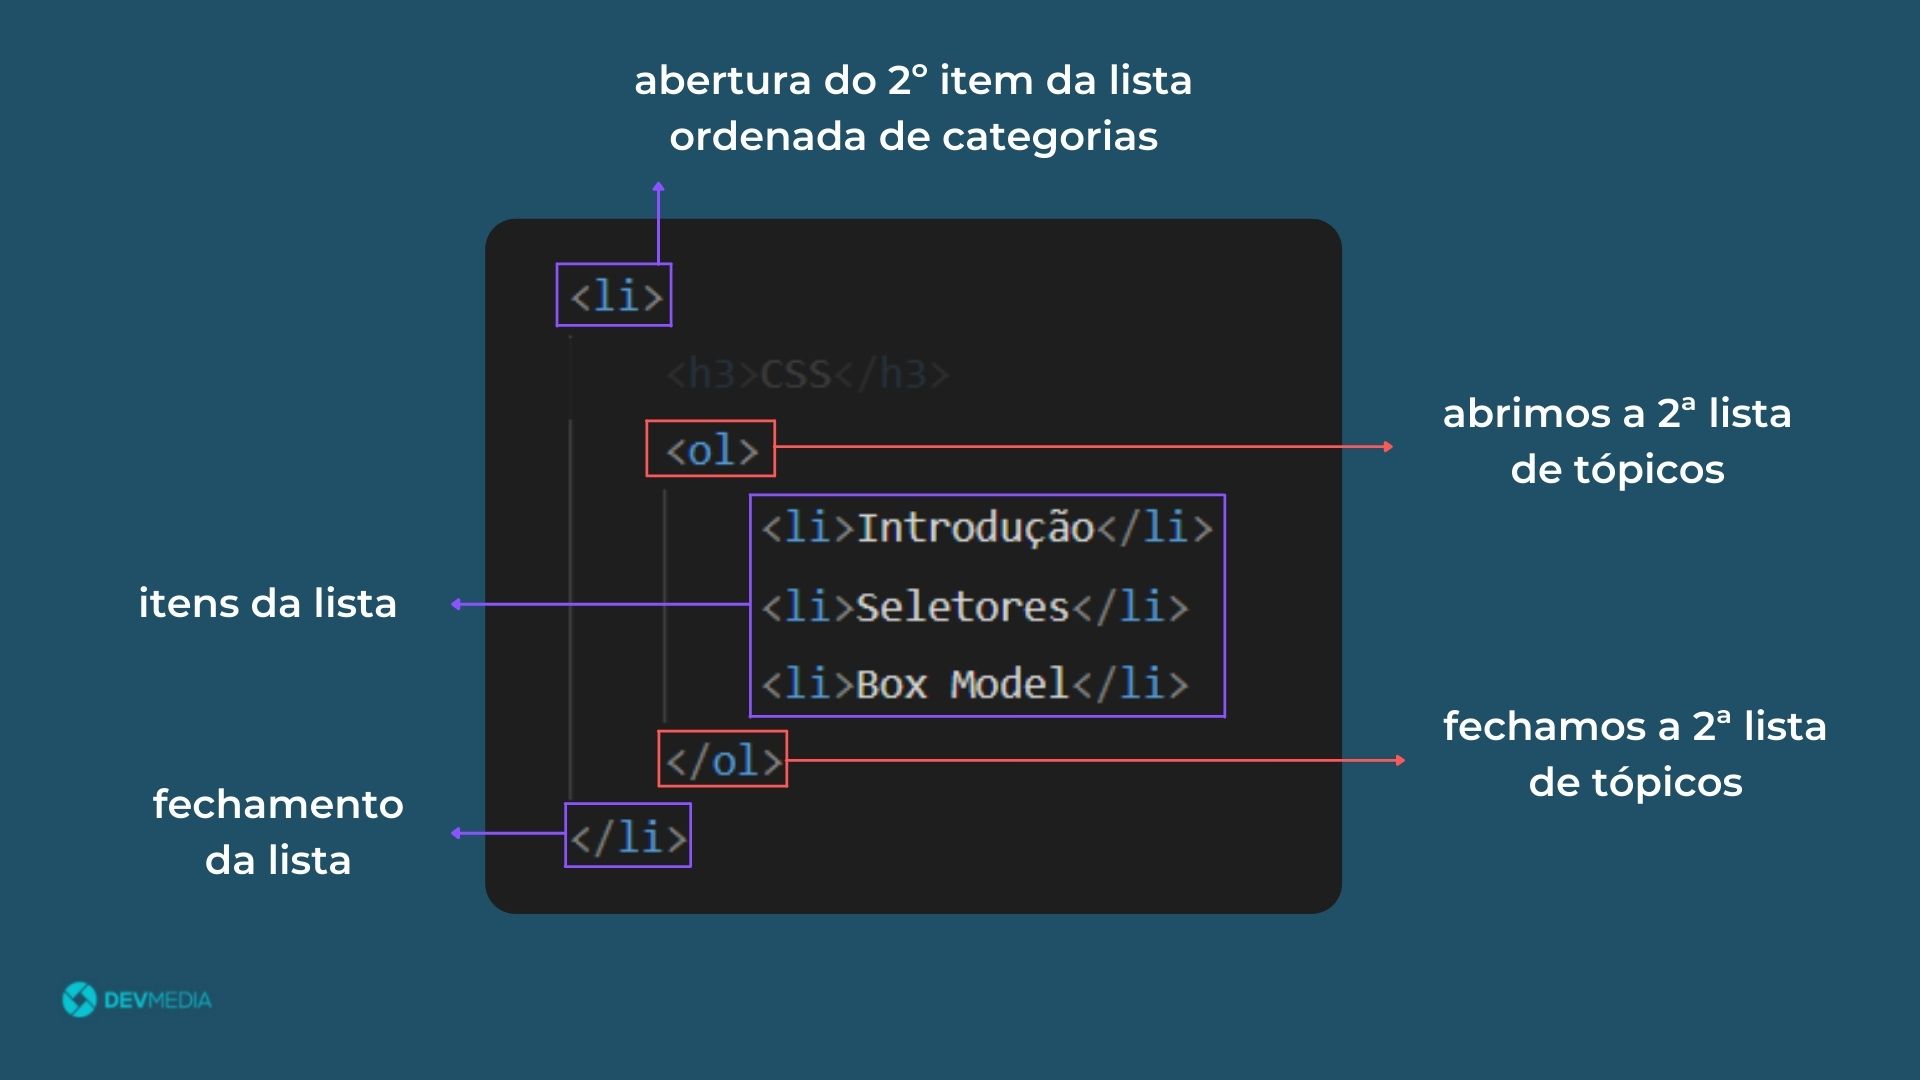 abertura do 2º item da lista
ordenada de categorias
<li>
<h3>CSS</h3>
<ol>
abrimos a 2ª lista
de tópicos
<li>Introdução</li>
itens da lista
<li>Seletores</li>
<li>Box Model</li>
</ol>
fechamos a 2ª lista
de tópicos
fechamento
da lista
</li>
DEVMEDIA